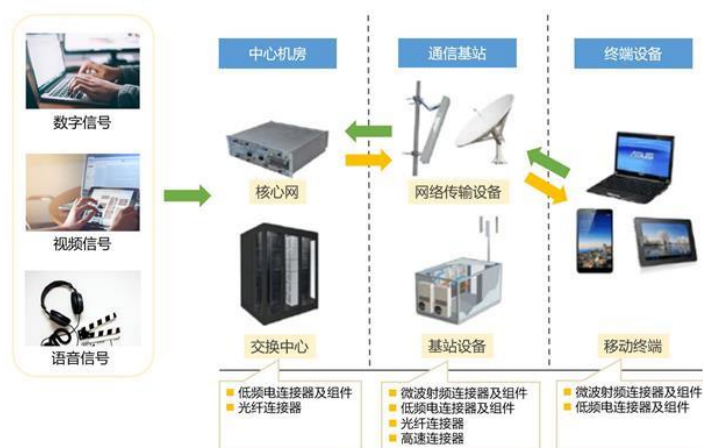 中心机房
通信基站
终端设备
数字信号
视频信号
语音信号
核心网
网络传输设备
ASUS
交换中心
基站设备
移动终端
低频电连接器及组件
光纤连接器
微波射频连接器及组件
低频电连接器及组件
光纤连接器
高速连接器
微波射频连接器及组件
低频电连接器及组件